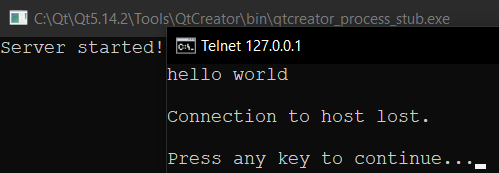 C:\Qt\Qt5.14.2\Tools\QtCreator\bin\qtcreator_process_stub.exe
Server started!
Telnet 127.0.0.1
hello world
Connection to host lost.
Press any key to continue...